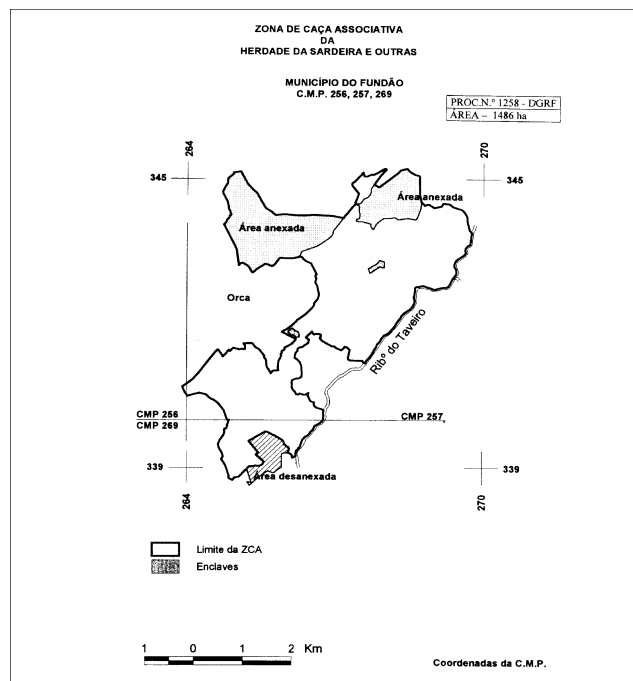 ZONA DE CAÇA ASSOCIATIVA
DA
HERDADE DA SARDEIRA E OUTRAS
MUNICÍPIO DO FUNDÃO
C.M.P. 256, 257, 269
PROC.N.º 1258 - DGRF
ÁREA – 1486 ha
264
270
345
345
Área anexada
Área anexada
Orca
Ribº do Taveiro
CMP 256
CMP 257
CMP 269
339
339
Área desanexada
264
270
Limite da ZCA
Enclaves
1 0 1 2 Km
Coordenadas da C.M.P.